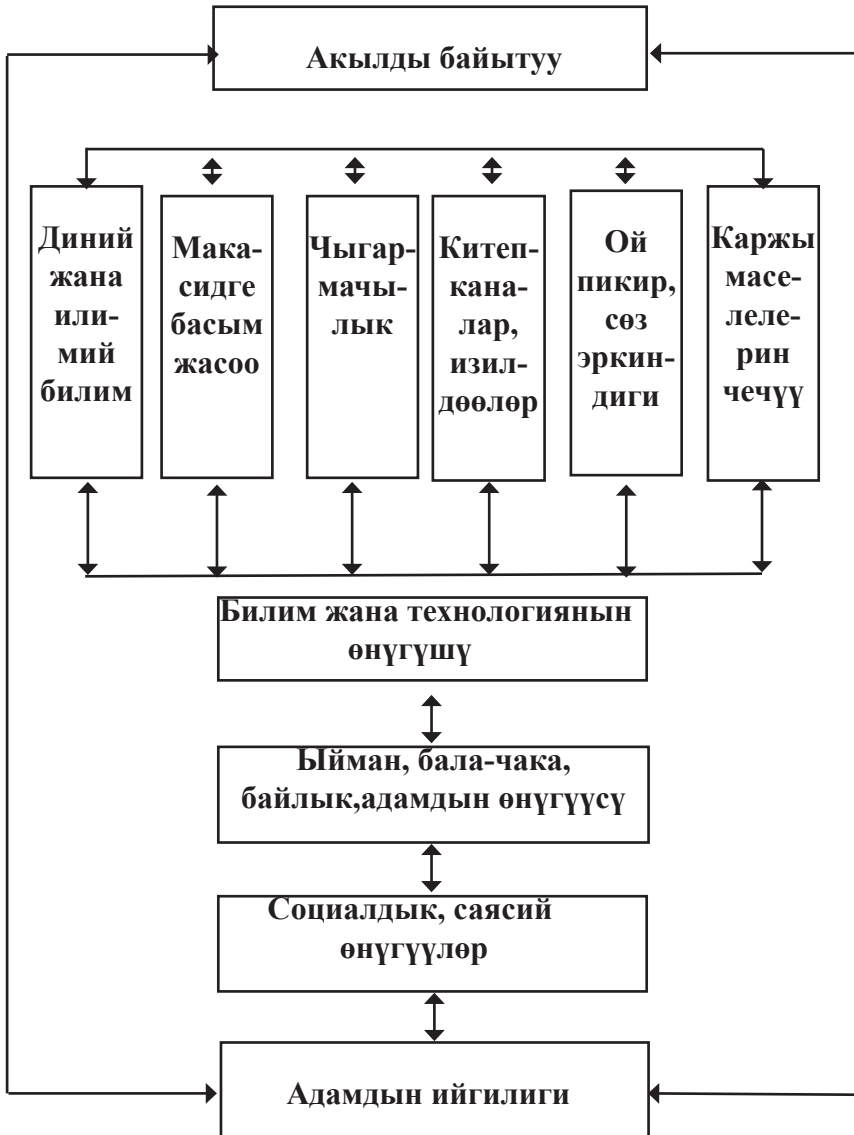 Акылды байытуу
Диний
жана
или-
мий
билим
Мака-
сидге
басым
жасоо
Чыгар-
мачы-
лык
Китеп-
кана-
лар,
изил-
дөөлөр
Ой
пикир,
сөз
эркин-
диги
Каржы
масе-
леле-
рин
чечүү
Билим жана технологиянын
өнүгүшү
Ыйман, бала-чака,
байлык,адамдын өнүгүүсү
Социалдык, саясий
өнүгүүлөр
Адамдын ийгилиги